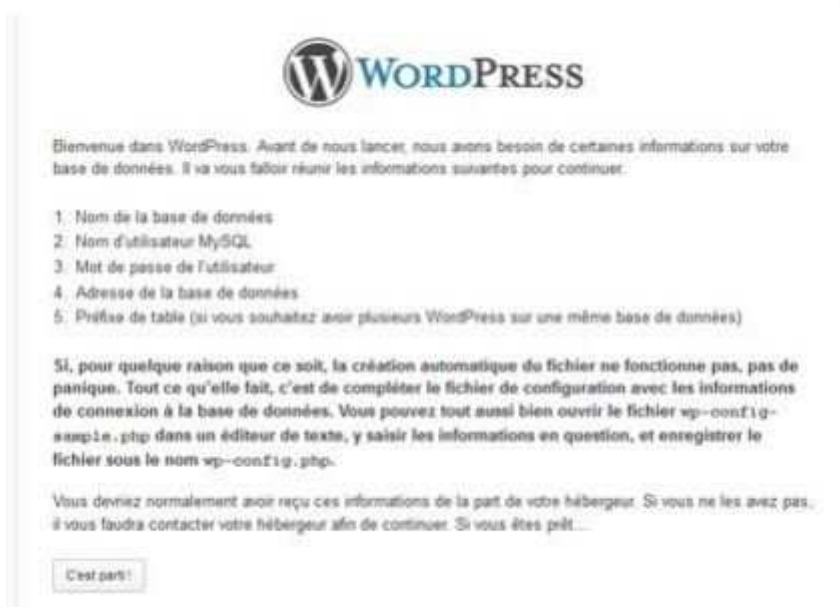 WORDPRESS
Bienvenue dans WordPress. Avant de nous lancer, nous avons besoin de certaines informations sur votre
base de données. Il va vous falloir réunir les informations suivantes pour continuer.
1. Nom de la base de données
2. Nom d'utilisateur MySQL
3. Mot de passe de l'utilisateur
4. Adresse de la base de données
5. Préfixe de table (si vous souhaitez avoir plusieurs WordPress sur une même base de données)
Si, pour quelque raison que ce soit, la création automatique du fichier ne fonctionne pas, pas de
panique. Tout ce qu'elle fait, c'est de compléter le fichier de configuration avec les informations
de connexion à la base de données. Vous pouvez tout aussi bien ouvrir le fichier wp-config-
sample.php dans un éditeur de texte, y saisir les informations en question, et enregistrer le
fichier sous le nom wp-config.php.
Vous devriez normalement avoir reçu ces informations de la part de votre hébergeur. Si vous ne les avez pas,
il vous faudra contacter votre hébergeur afin de continuer. Si vous êtes prêt…
C'est parti !